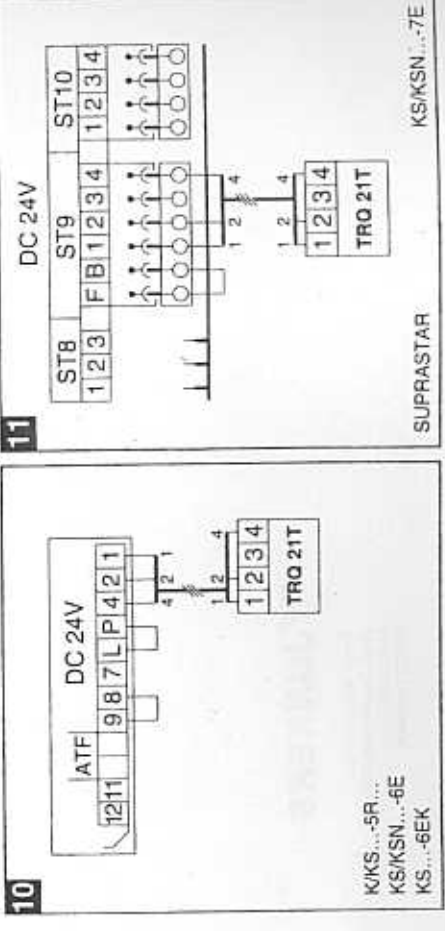 10
ATF
DC 24V
12 11 9 8 7 L P 4 2 1
4 2 1
1 2 4
1 2 3 4
TRQ 21T
K/KS...-5R...
KS/KSN...-6E
KS...-6EK
11
DC 24V
ST8 ST9 ST10
1 2 3 F B 1 2 3 4 1 2 3 4
1 2 4
1 2 4
1 2 3 4
TRQ 21T
SUPRASTAR
KS/KSN...-7E